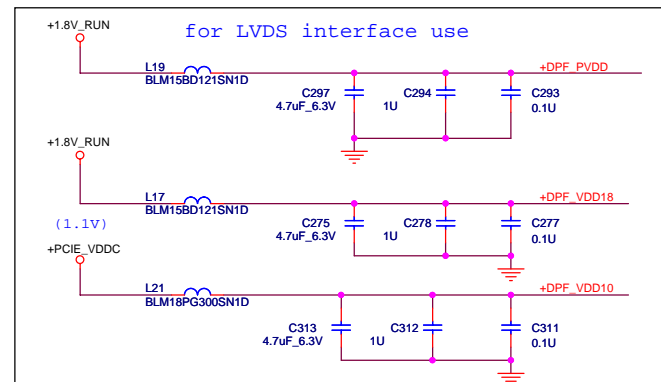 for LVDS interface use
+1.8V_RUN
L19
BLM15BD121SN1D
+DPF_PVDD
C297
4.7uF_6.3V
C294
1U
C293
0.1U
+1.8V_RUN
L17
BLM15BD121SN1D
+DPF_VDD18
C275
4.7uF_6.3V
C278
1U
C277
0.1U
(1.1V)
+PCIE_VDDC
L21
BLM18PG300SN1D
+DPF_VDD10
C313
4.7uF_6.3V
C312
1U
C311
0.1U